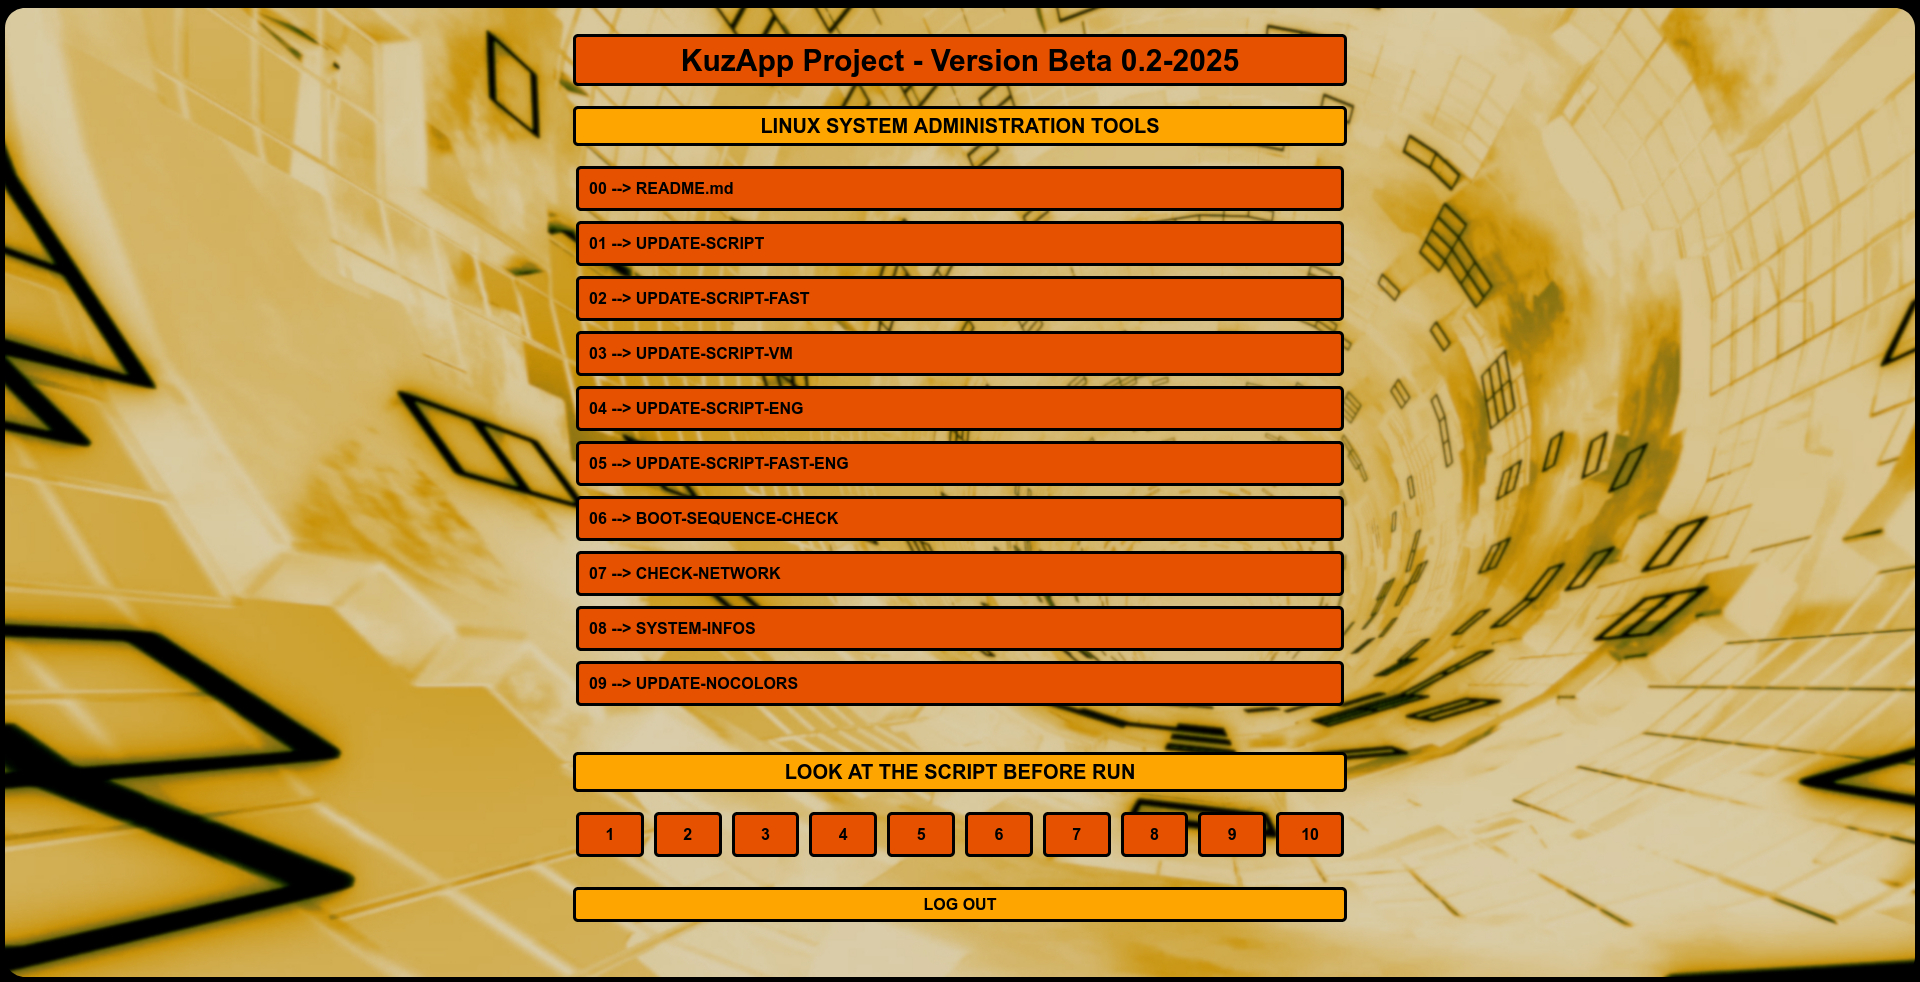 KuzApp Project - Version Beta 0.2-2025
LINUX SYSTEM ADMINISTRATION TOOLS
00 --> README.md
01 --> UPDATE-SCRIPT
02 --> UPDATE-SCRIPT-FAST
03 --> UPDATE-SCRIPT-VM
04 --> UPDATE-SCRIPT-ENG
05 --> UPDATE-SCRIPT-FAST-ENG
06 --> BOOT-SEQUENCE-CHECK
07 --> CHECK-NETWORK
08 --> SYSTEM-INFOS
09 --> UPDATE-NOCOLORS
LOOK AT THE SCRIPT BEFORE RUN
1 2 3 4 5 6 7 8 9 10
LOG OUT